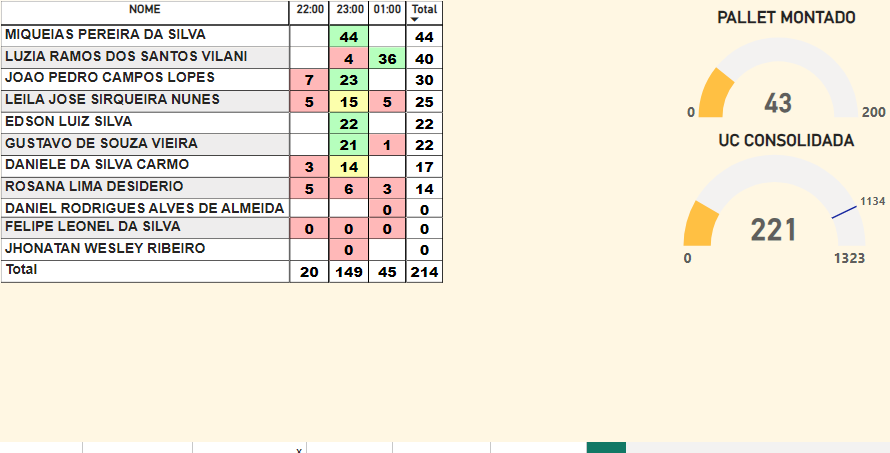 NOME 22:00 23:00 01:00 Total
MIQUEIAS PEREIRA DA SILVA 44 44
LUZIA RAMOS DOS SANTOS VILANI 4 36 40
JOAO PEDRO CAMPOS LOPES 7 23 30
LEILA JOSE SIRQUEIRA NUNES 5 15 5 25
EDSON LUIZ SILVA 22 22
GUSTAVO DE SOUZA VIEIRA 21 1 22
DANIELE DA SILVA CARMO 3 14 17
ROSANA LIMA DESIDERIO 5 6 3 14
DANIEL RODRIGUES ALVES DE ALMEIDA 0 0
FELIPE LEONEL DA SILVA 0 0 0 0
JHONATAN WESLEY RIBEIRO 0 0
Total 20 149 45 214
PALLET MONTADO
43
0 200
UC CONSOLIDADA
1134
221
0 1323
x